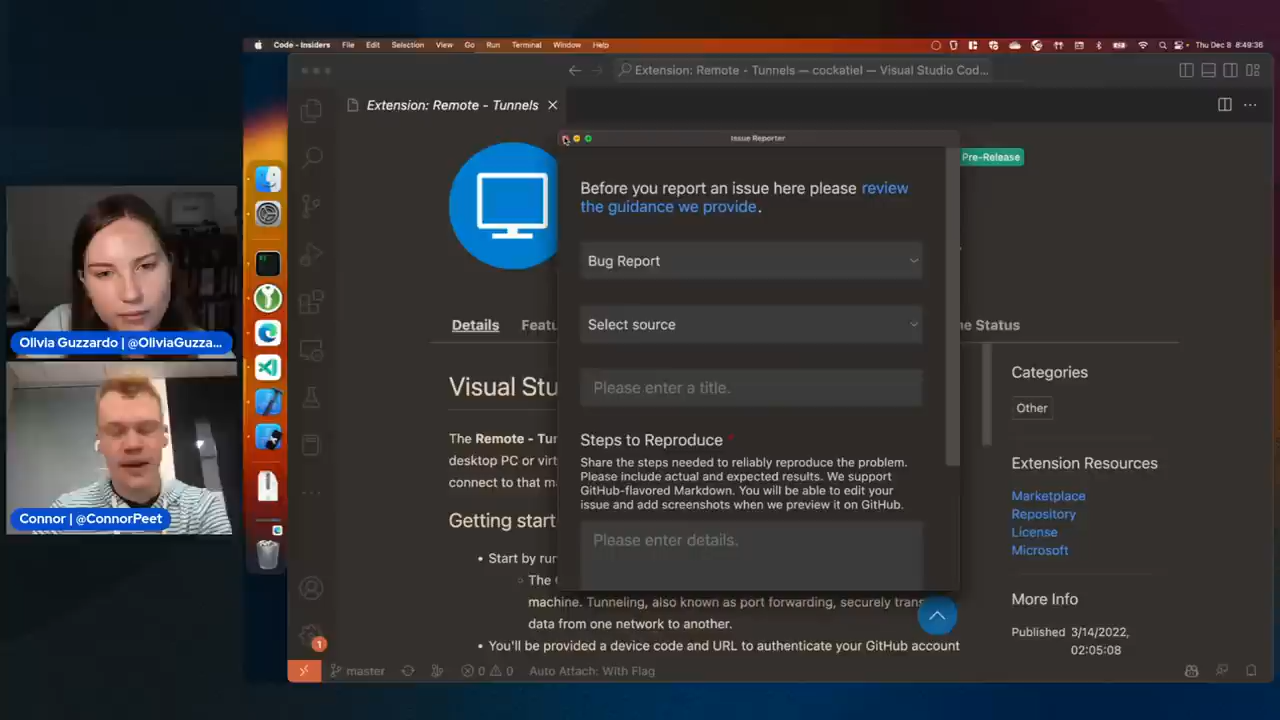 Code - Insiders File Edit Selection View Go Run Terminal Window Help
Thu Dec 8 8:49:36
Extension: Remote - Tunnels — cockatiel — Visual Studio Cod...
Extension: Remote - Tunnels
Issue Reporter
Pre-Release
Before you report an issue here please review
the guidance we provide.
Bug Report
Select source
Please enter a title.
Steps to Reproduce *
Share the steps needed to reliably reproduce the problem.
Please include actual and expected results. We support
GitHub-flavored Markdown. You will be able to edit your
issue and add screenshots when we preview it on GitHub.
Please enter details.
Details Featu
ne Status
Visual Stu
The Remote - Tur
desktop PC or virt
connect to that m
Getting start
• Start by run
The
machine. Tunneling, also known as port forwarding, securely trans
data from one network to another.
• You'll be provided a device code and URL to authenticate your GitHub account
Categories
Other
Extension Resources
Marketplace
Repository
License
Microsoft
More Info
Published 3/14/2022,
02:05:08
1
master 0 0 Auto Attach: With Flag
Olivia Guzzardo | @OliviaGuzza...
Connor | @ConnorPeet